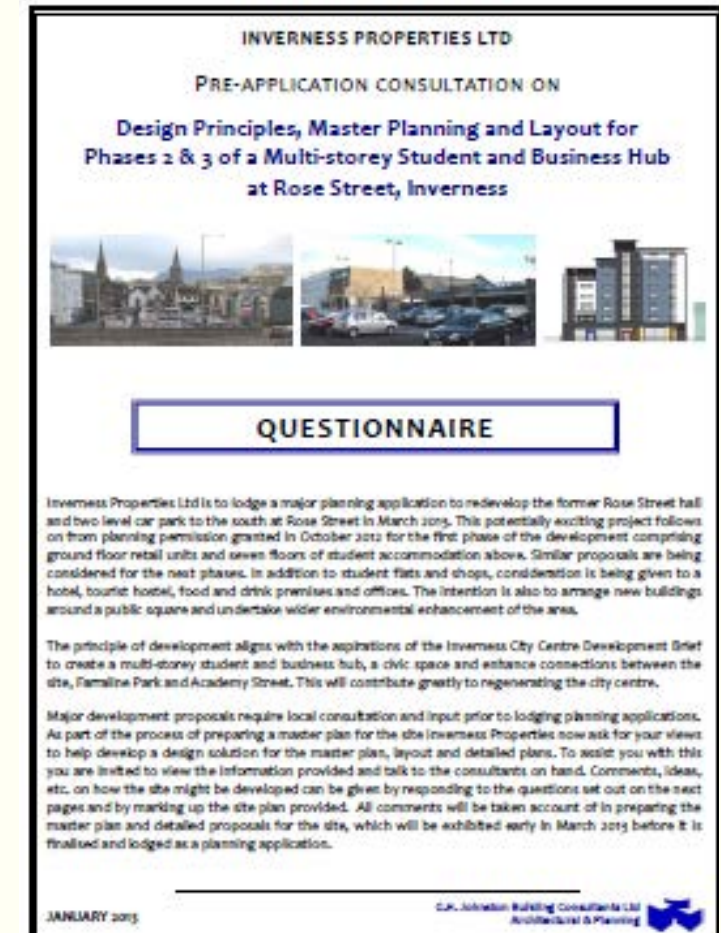 INVERNESS PROPERTIES LTD
PRE-APPLICATION CONSULTATION ON
Design Principles, Master Planning and Layout for
Phases 2 & 3 of a Multi-storey Student and Business Hub
at Rose Street, Inverness
QUESTIONNAIRE
Inverness Properties Ltd is to lodge a major planning application to redevelop the former Rose Street hall
and two level car park to the south at Rose Street in March 2013. This potentially exciting project follows
on from planning permission granted in October 2012 for the first phase of the development comprising
ground floor retail units and seven floors of student accommodation above. Similar proposals are being
considered for the next phases. In addition to student flats and shops, consideration is being given to a
hotel, tourist hostel, food and drink premises and offices. The intention is also to arrange new buildings
around a public square and undertake wider environmental enhancement of the area.
The principle of development aligns with the aspirations of the Inverness City Centre Development Brief
to create a multi-storey student and business hub, a civic space and enhance connections between the
site, Farraline Park and Academy Street. This will contribute greatly to regenerating the city centre.
Major development proposals require local consultation and input prior to lodging planning applications.
As part of the process of preparing a master plan for the site Inverness Properties now ask for your views
to help develop a design solution for the master plan, layout and detailed plans. To assist you with this
you are invited to view the information provided and talk to the consultants on hand. Comments, ideas,
etc. on how the site might be developed can be given by responding to the questions set out on the next
pages and by marking up the site plan provided. All comments will be taken account of in preparing the
master plan and detailed proposals for the site, which will be exhibited early in March 2013 before it is
finalised and lodged as a planning application.
JANUARY 2013
G.H. Johnston Building Consultants Ltd
Architectural & Planning